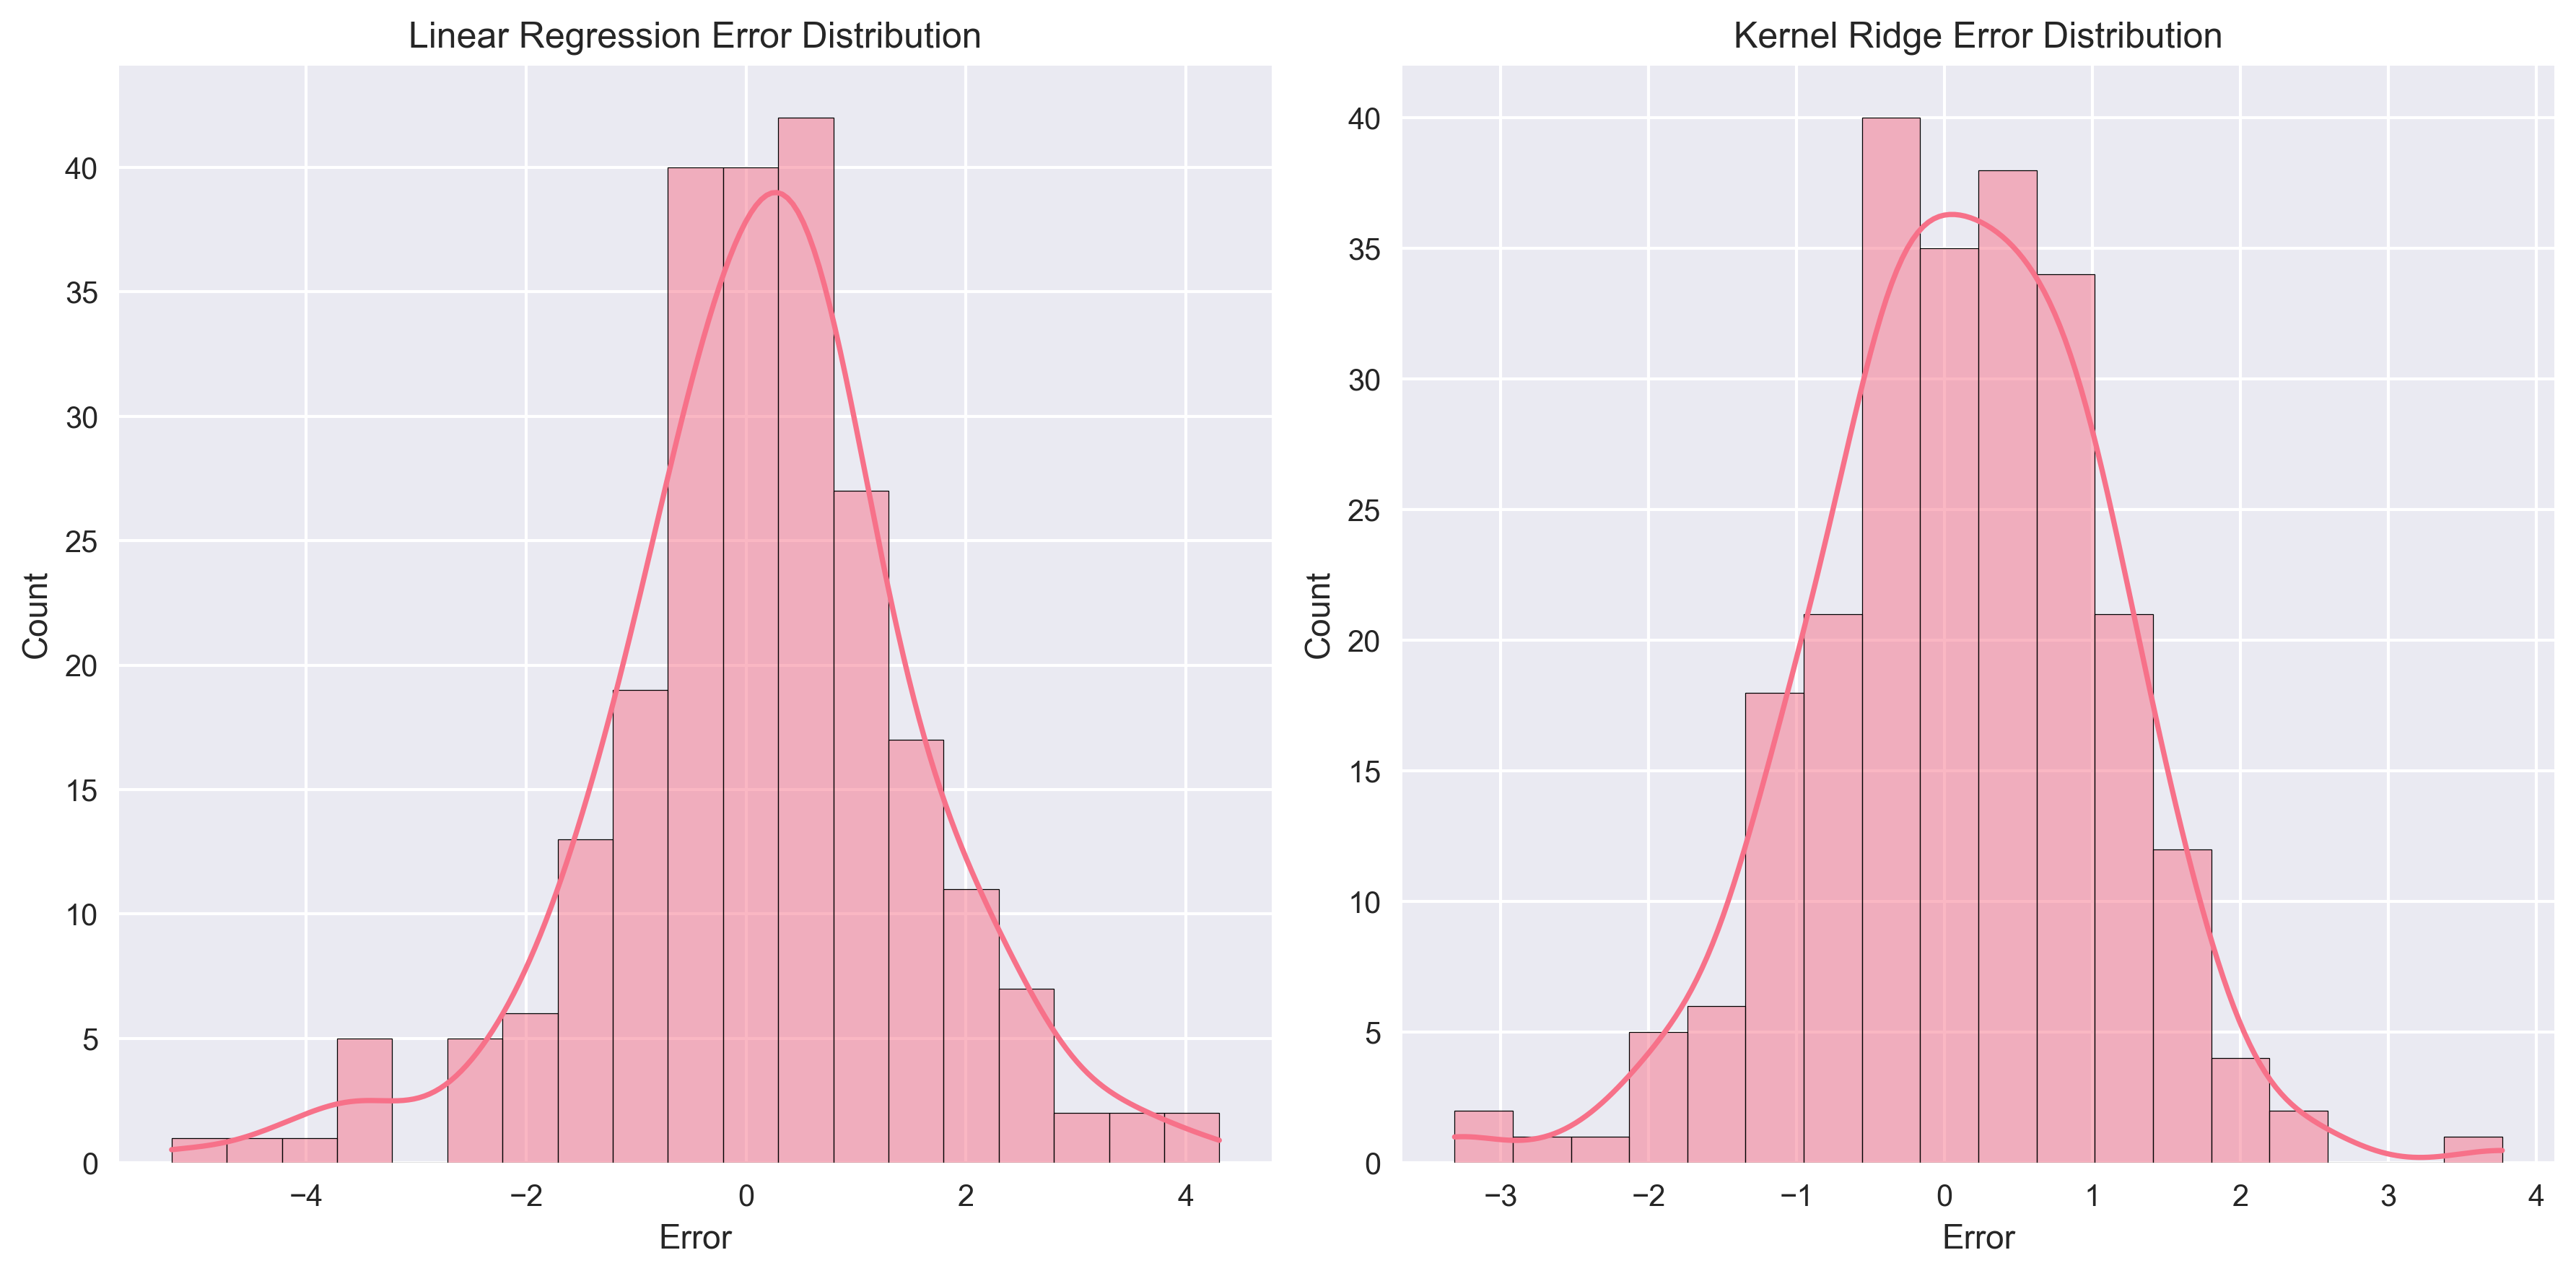 Linear Regression Error Distribution
Count
40
35
30
25
20
15
10
5
0
−4 −2 0 2 4
Error
Kernel Ridge Error Distribution
Count
40
35
30
25
20
15
10
5
0
−3 −2 −1 0 1 2 3 4
Error